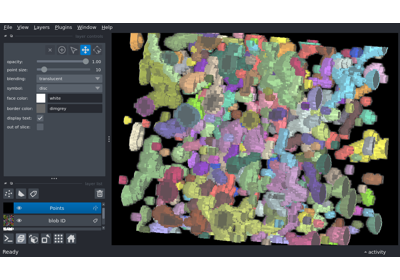 File View Layers Plugins Window Help
opacity: 1.00
point size: 10
blending: translucent
symbol: disc
face color: white
border color: dimgrey
display text: ✓
out of slice:
Points
blob ID
Ready
activity